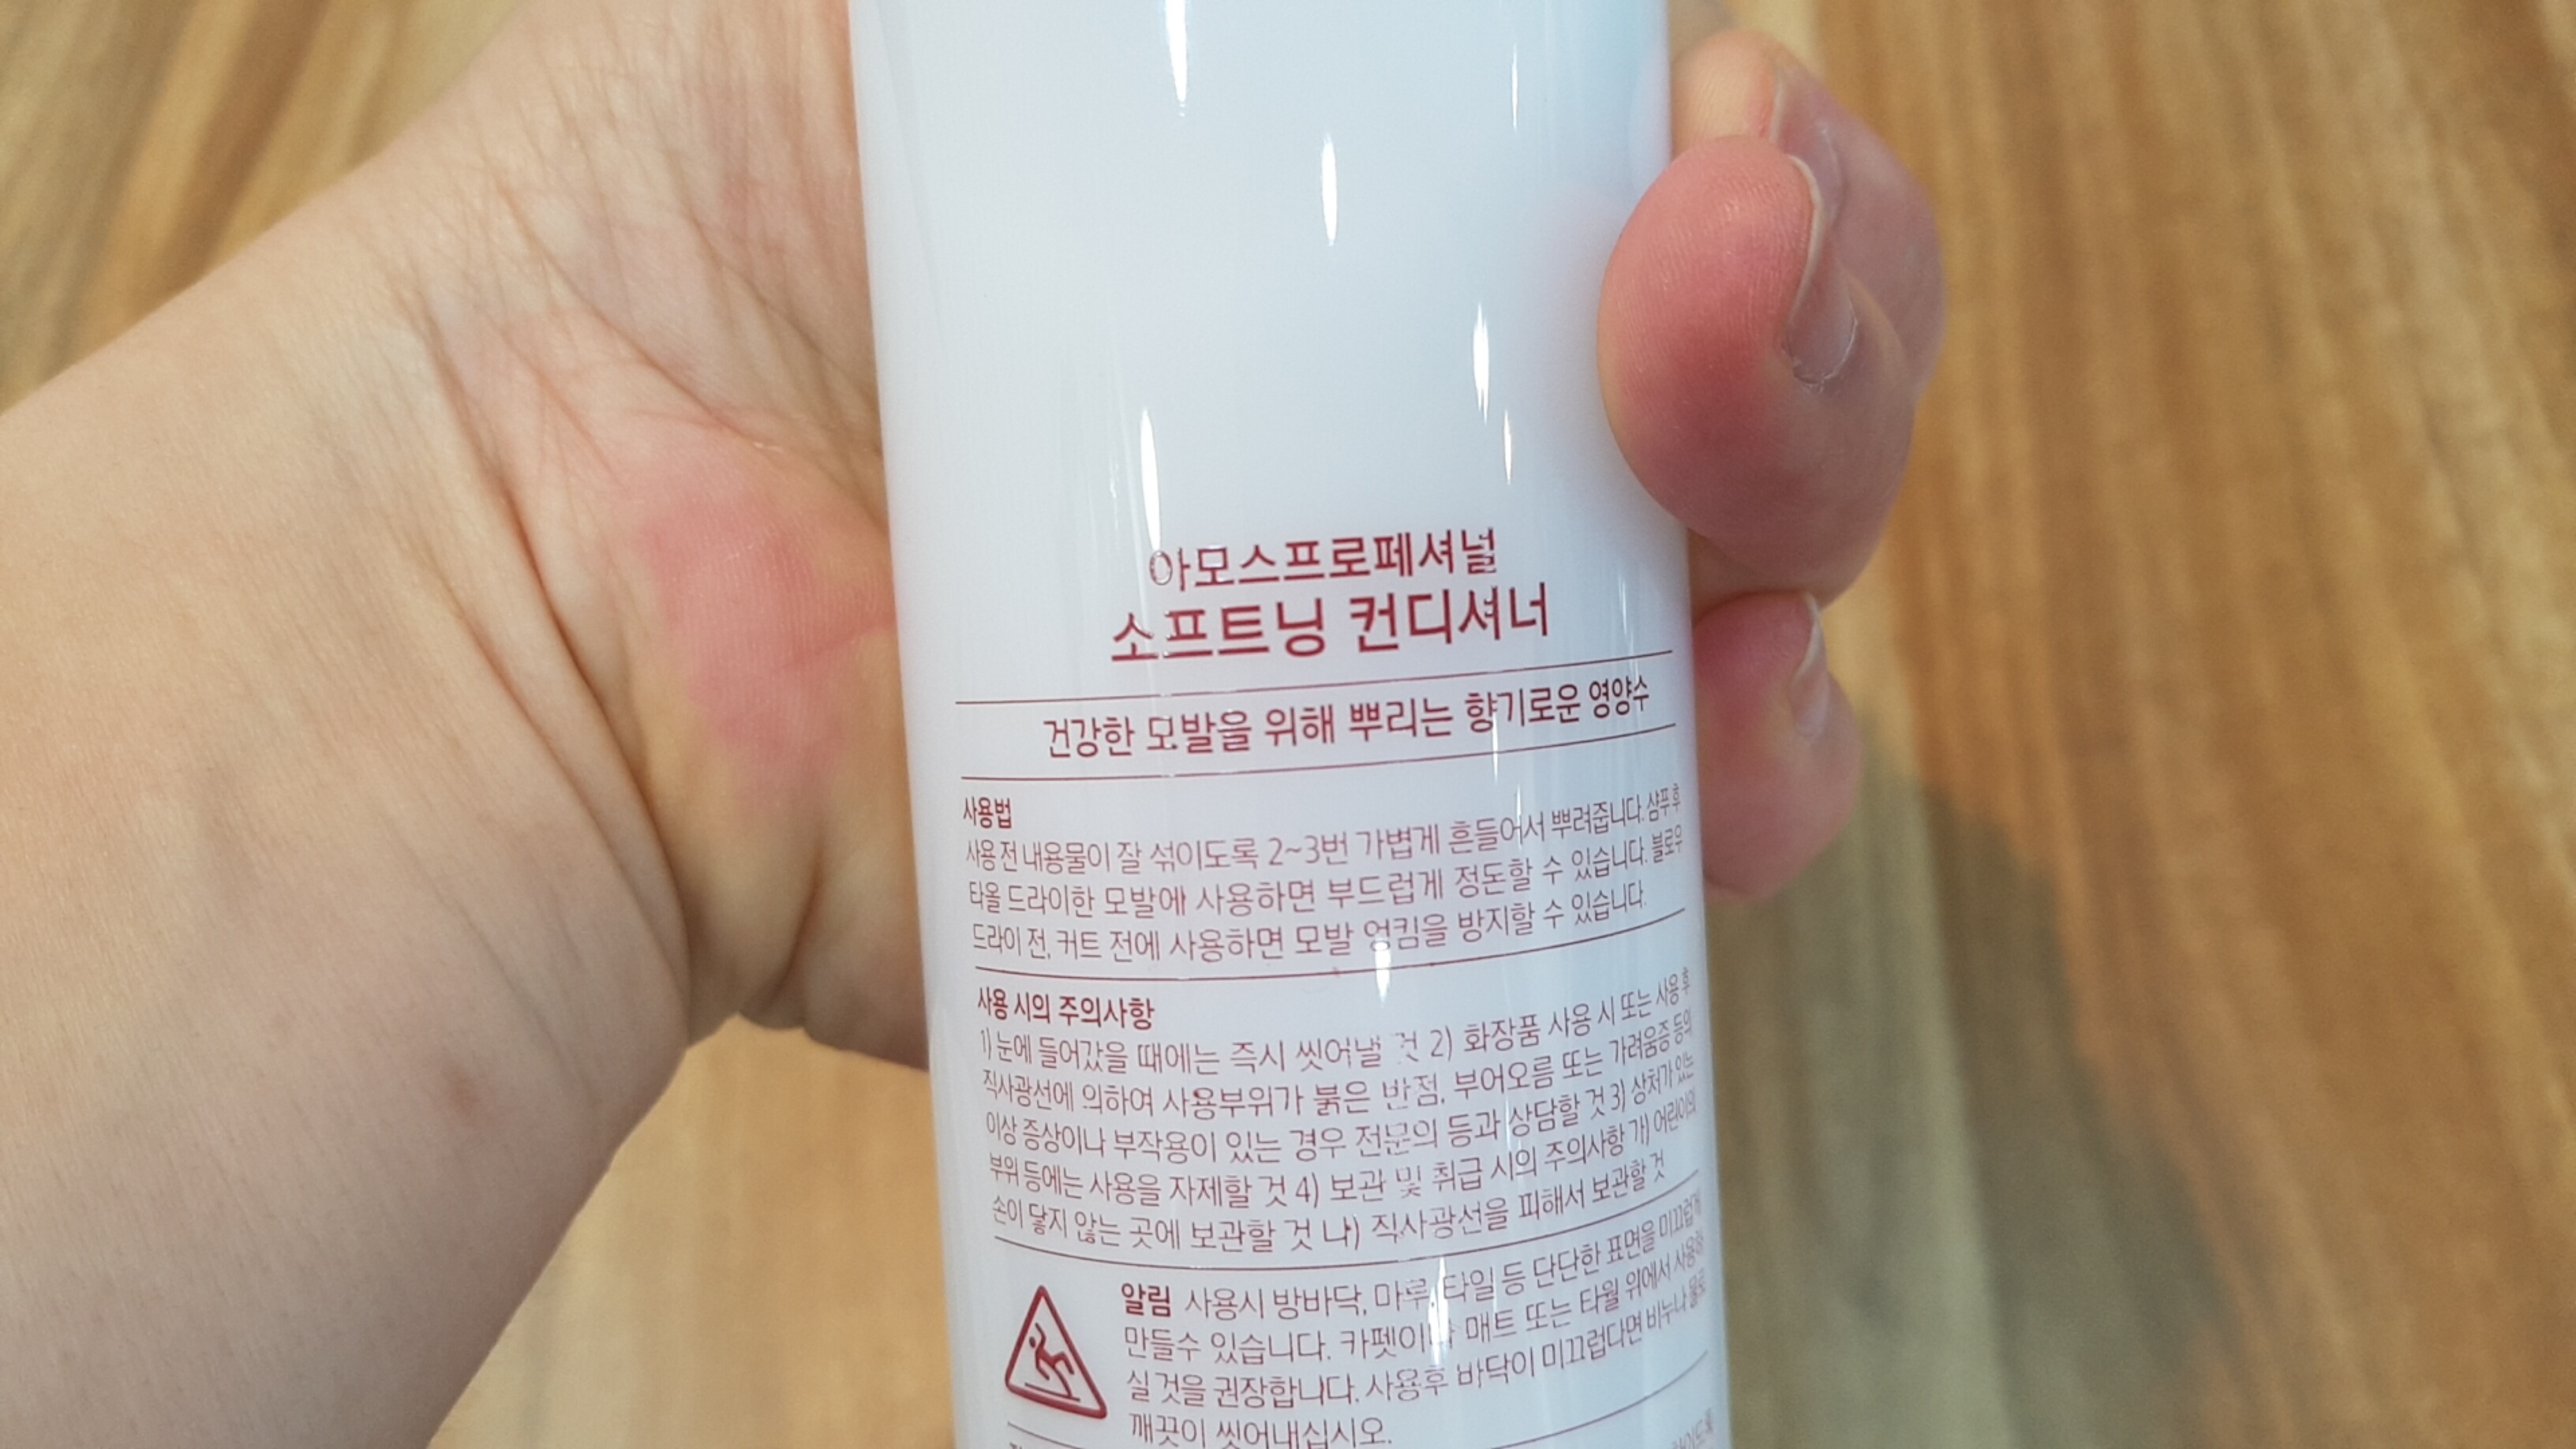 아모스프로페셔널
소프트닝 컨디셔너
건강한 모발을 위해 뿌리는 향기로운 영양수
사용법
사용 전 내용물이 잘 섞이도록 2~3번 가볍게 흔들어서 뿌려줍니다. 샴푸 후
타올 드라이한 모발에 사용하면 부드럽게 정돈할 수 있습니다. 블로우
드라이 전, 커트 전에 사용하면 모발 엉킴을 방지할 수 있습니다.
사용 시의 주의사항
1) 눈에 들어갔을 때에는 즉시 씻어낼 것 2) 화장품 사용 시 또는 사용 후
직사광선에 의하여 사용부위가 붉은 반점, 부어오름 또는 가려움증 등의
이상 증상이나 부작용이 있는 경우 전문의 등과 상담할 것 3) 상처가 있는
부위 등에는 사용을 자제할 것 4) 보관 및 취급 시의 주의사항 가) 어린이의
손이 닿지 않는 곳에 보관할 것 나) 직사광선을 피해서 보관할 것
알림 사용시 방바닥, 마루, 타일 등 단단한 표면을 미끄럽게
만들수 있습니다. 카펫이나 매트 또는 타월 위에서 사용하
실 것을 권장합니다. 사용후 바닥이 미끄럽다면 비누나 물로
깨끗이 씻어내십시오.